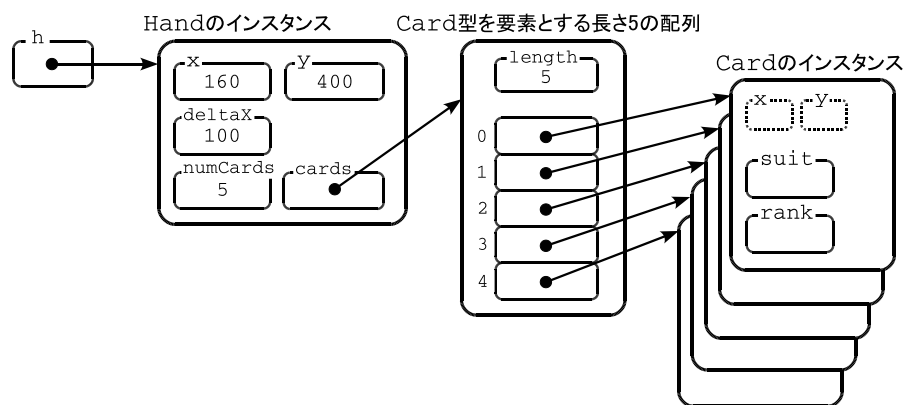 h
Handのインスタンス
x
160
y
400
deltaX
100
numCards
5
cards
Card型を要素とする長さ5の配列
length
5
0
1
2
3
4
Cardのインスタンス
x
y
suit
rank